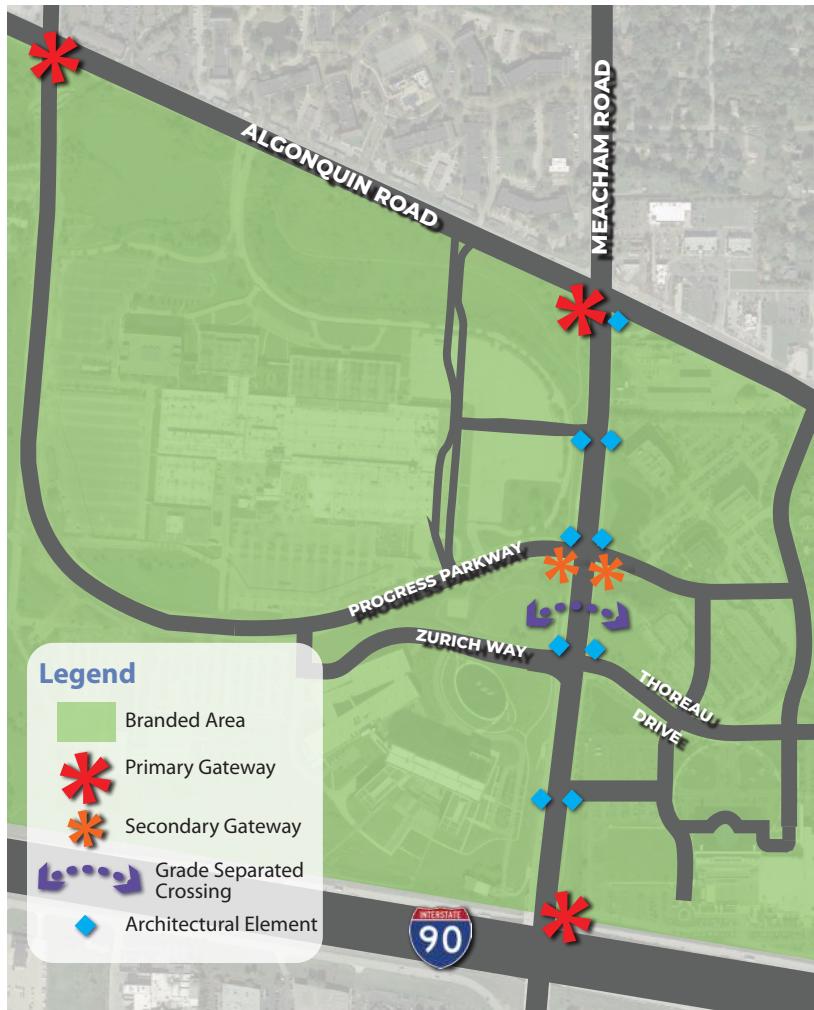 ALGONQUIN ROAD
MEACHAM ROAD
PROGRESS PARKWAY
ZURICH WAY
THOREAU
DRIVE
Legend
Branded Area
Primary Gateway
Secondary Gateway
Grade Separated
Crossing
Architectural Element
INTERSTATE
90